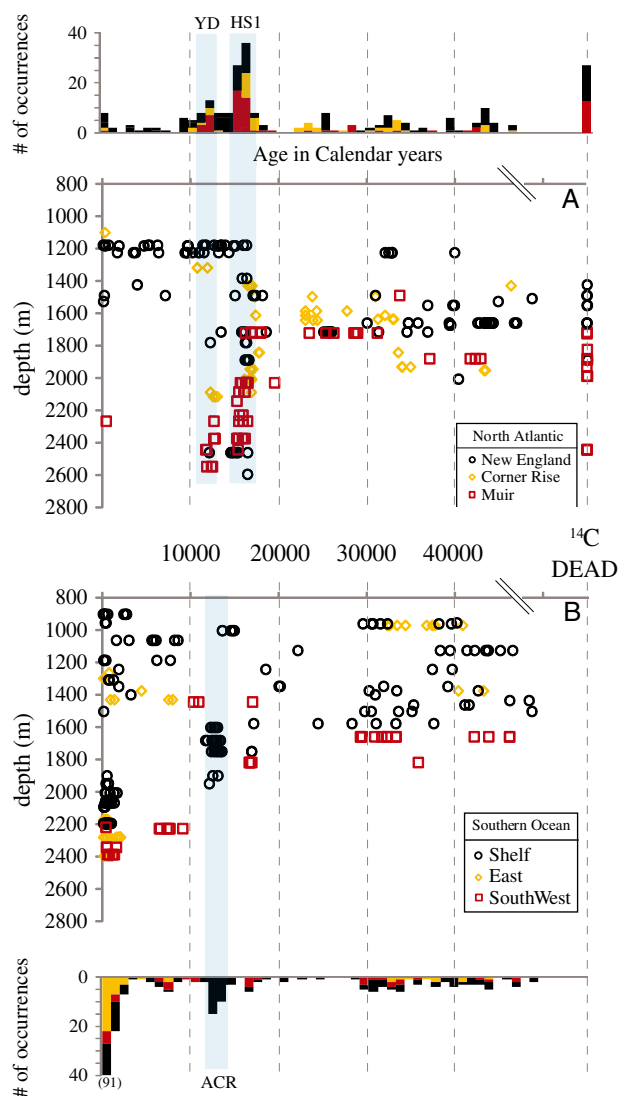 YD HS1
# of occurrences
40
20
0
Age in Calendar years
A
depth (m)
800
1000
1200
1400
1600
1800
2000
2200
2400
2600
2800
North Atlantic
New England
Corner Rise
Muir
10000 20000 30000 40000 14C DEAD
B
depth (m)
800
1000
1200
1400
1600
1800
2000
2200
2400
2600
2800
Southern Ocean
Shelf
East
SouthWest
# of occurrences
0
20
40
(91) ACR